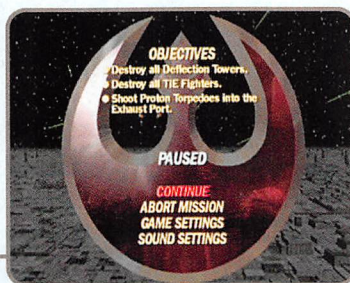 OBJECTIVES
● Destroy all Deflection Towers.
● Destroy all TIE Fighters.
● Shoot Proton Torpedoes into the
Exhaust Port.
PAUSED
CONTINUE
ABORT MISSION
GAME SETTINGS
SOUND SETTINGS